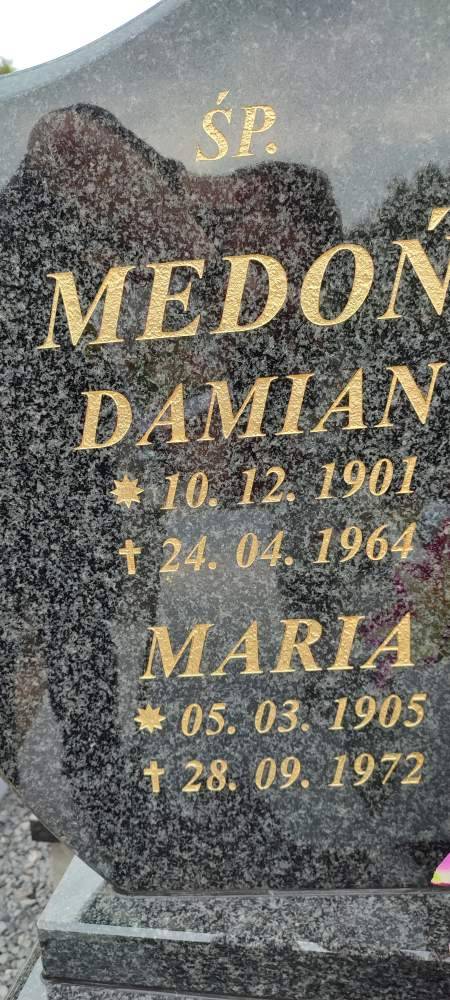 ŚP.
MEDOŃ
DAMIAN
* 10. 12. 1901
† 24. 04. 1964
MARIA
* 05. 03. 1905
† 28. 09. 1972